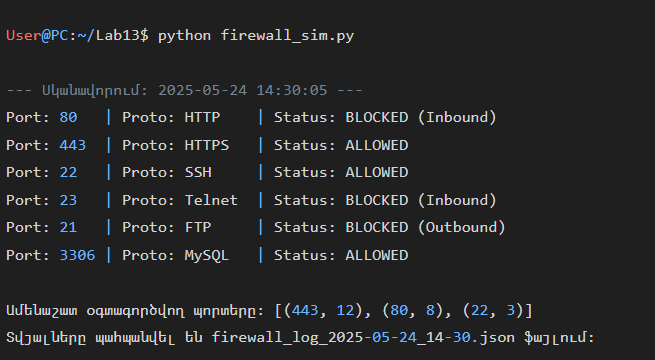 User@PC:~/Lab13$ python firewall_sim.py
--- Սկանավորում: 2025-05-24 14:30:05 ---
Port: 80 | Proto: HTTP | Status: BLOCKED (Inbound)
Port: 443 | Proto: HTTPS | Status: ALLOWED
Port: 22 | Proto: SSH | Status: ALLOWED
Port: 23 | Proto: Telnet | Status: BLOCKED (Inbound)
Port: 21 | Proto: FTP | Status: BLOCKED (Outbound)
Port: 3306 | Proto: MySQL | Status: ALLOWED
Ամենաշատ օգտագործվող պորտերը: [(443, 12), (80, 8), (22, 3)]
Տվյալները պահպանվել են firewall_log_2025-05-24_14-30.json ֆայլում: